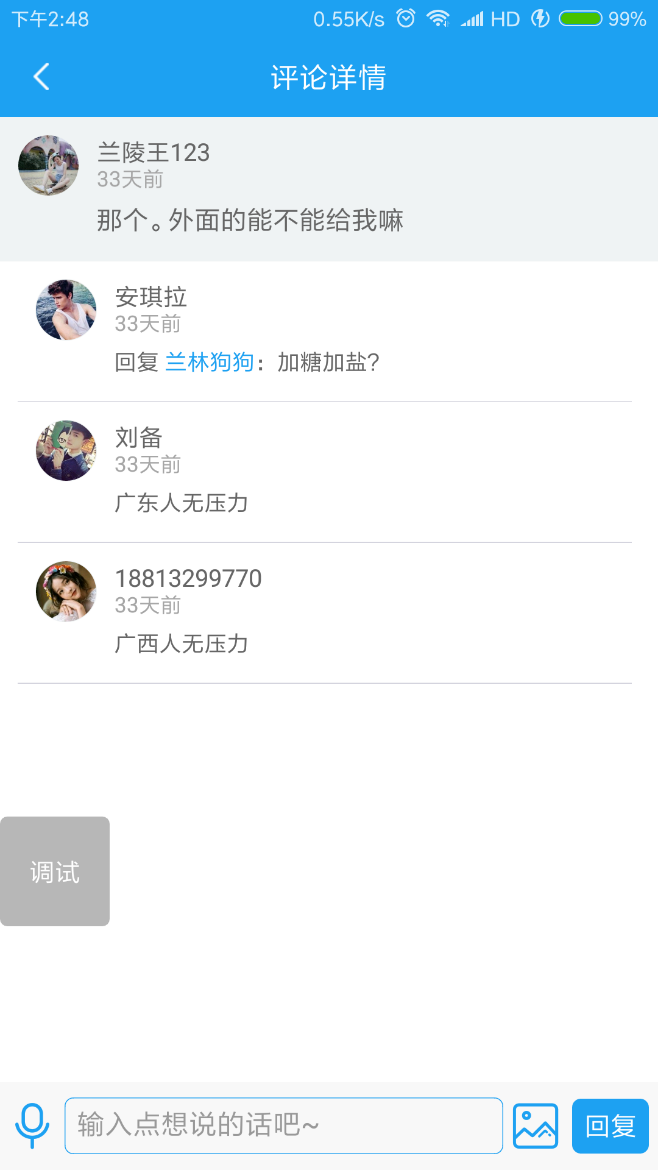 下午2:48 0.55K/s HD 99%
评论详情
兰陵王123
33天前
那个。外面的能不能给我嘛
安琪拉
33天前
回复 兰林狗狗：加糖加盐?
刘备
33天前
广东人无压力
18813299770
33天前
广西人无压力
调试
输入点想说的话吧~ 回复